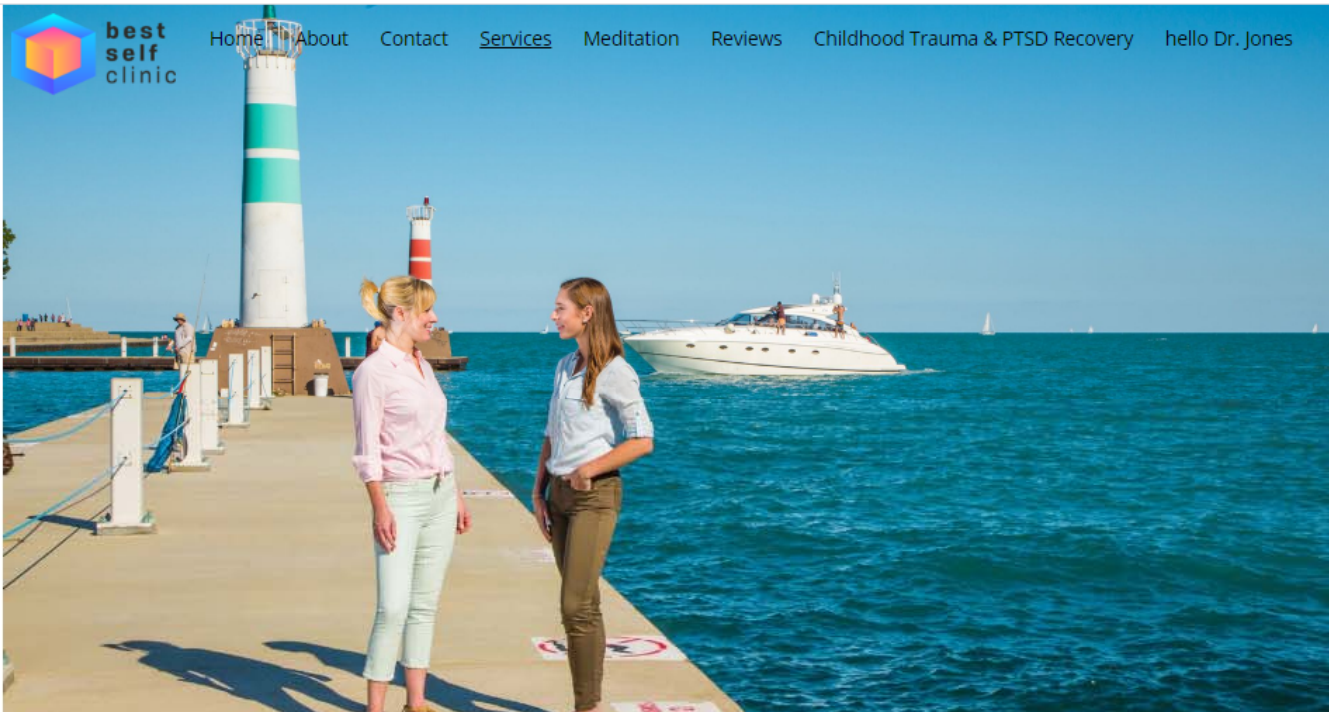 best
self
clinic
Home About Contact Services Meditation Reviews Childhood Trauma & PTSD Recovery hello Dr. Jones